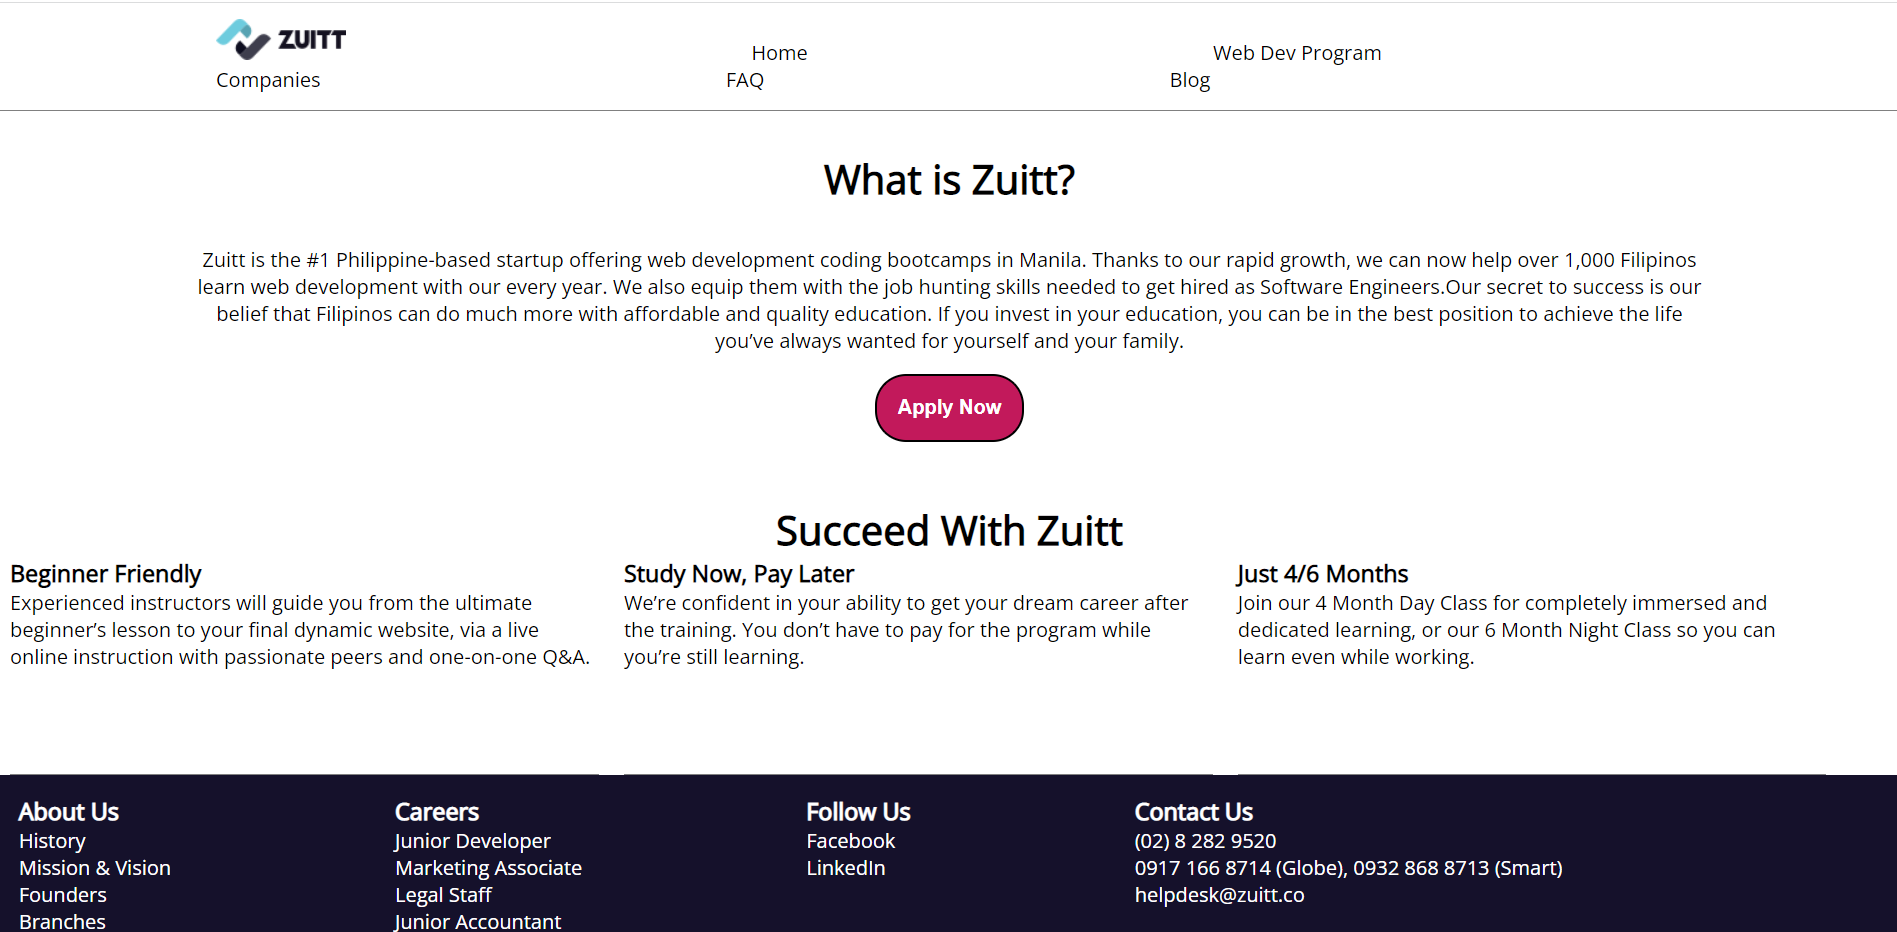 ZUITT
Home
Web Dev Program
Companies
FAQ
Blog
What is Zuitt?
Zuitt is the #1 Philippine-based startup offering web development coding bootcamps in Manila. Thanks to our rapid growth, we can now help over 1,000 Filipinos
learn web development with our every year. We also equip them with the job hunting skills needed to get hired as Software Engineers.Our secret to success is our
belief that Filipinos can do much more with affordable and quality education. If you invest in your education, you can be in the best position to achieve the life
you’ve always wanted for yourself and your family.
Apply Now
Succeed With Zuitt
Beginner Friendly
Experienced instructors will guide you from the ultimate
beginner’s lesson to your final dynamic website, via a live
online instruction with passionate peers and one-on-one Q&A.
Study Now, Pay Later
We’re confident in your ability to get your dream career after
the training. You don’t have to pay for the program while
you’re still learning.
Just 4/6 Months
Join our 4 Month Day Class for completely immersed and
dedicated learning, or our 6 Month Night Class so you can
learn even while working.
About Us
History
Mission & Vision
Founders
Branches
Careers
Junior Developer
Marketing Associate
Legal Staff
Junior Accountant
Follow Us
Facebook
LinkedIn
Contact Us
(02) 8 282 9520
0917 166 8714 (Globe), 0932 868 8713 (Smart)
helpdesk@zuitt.co